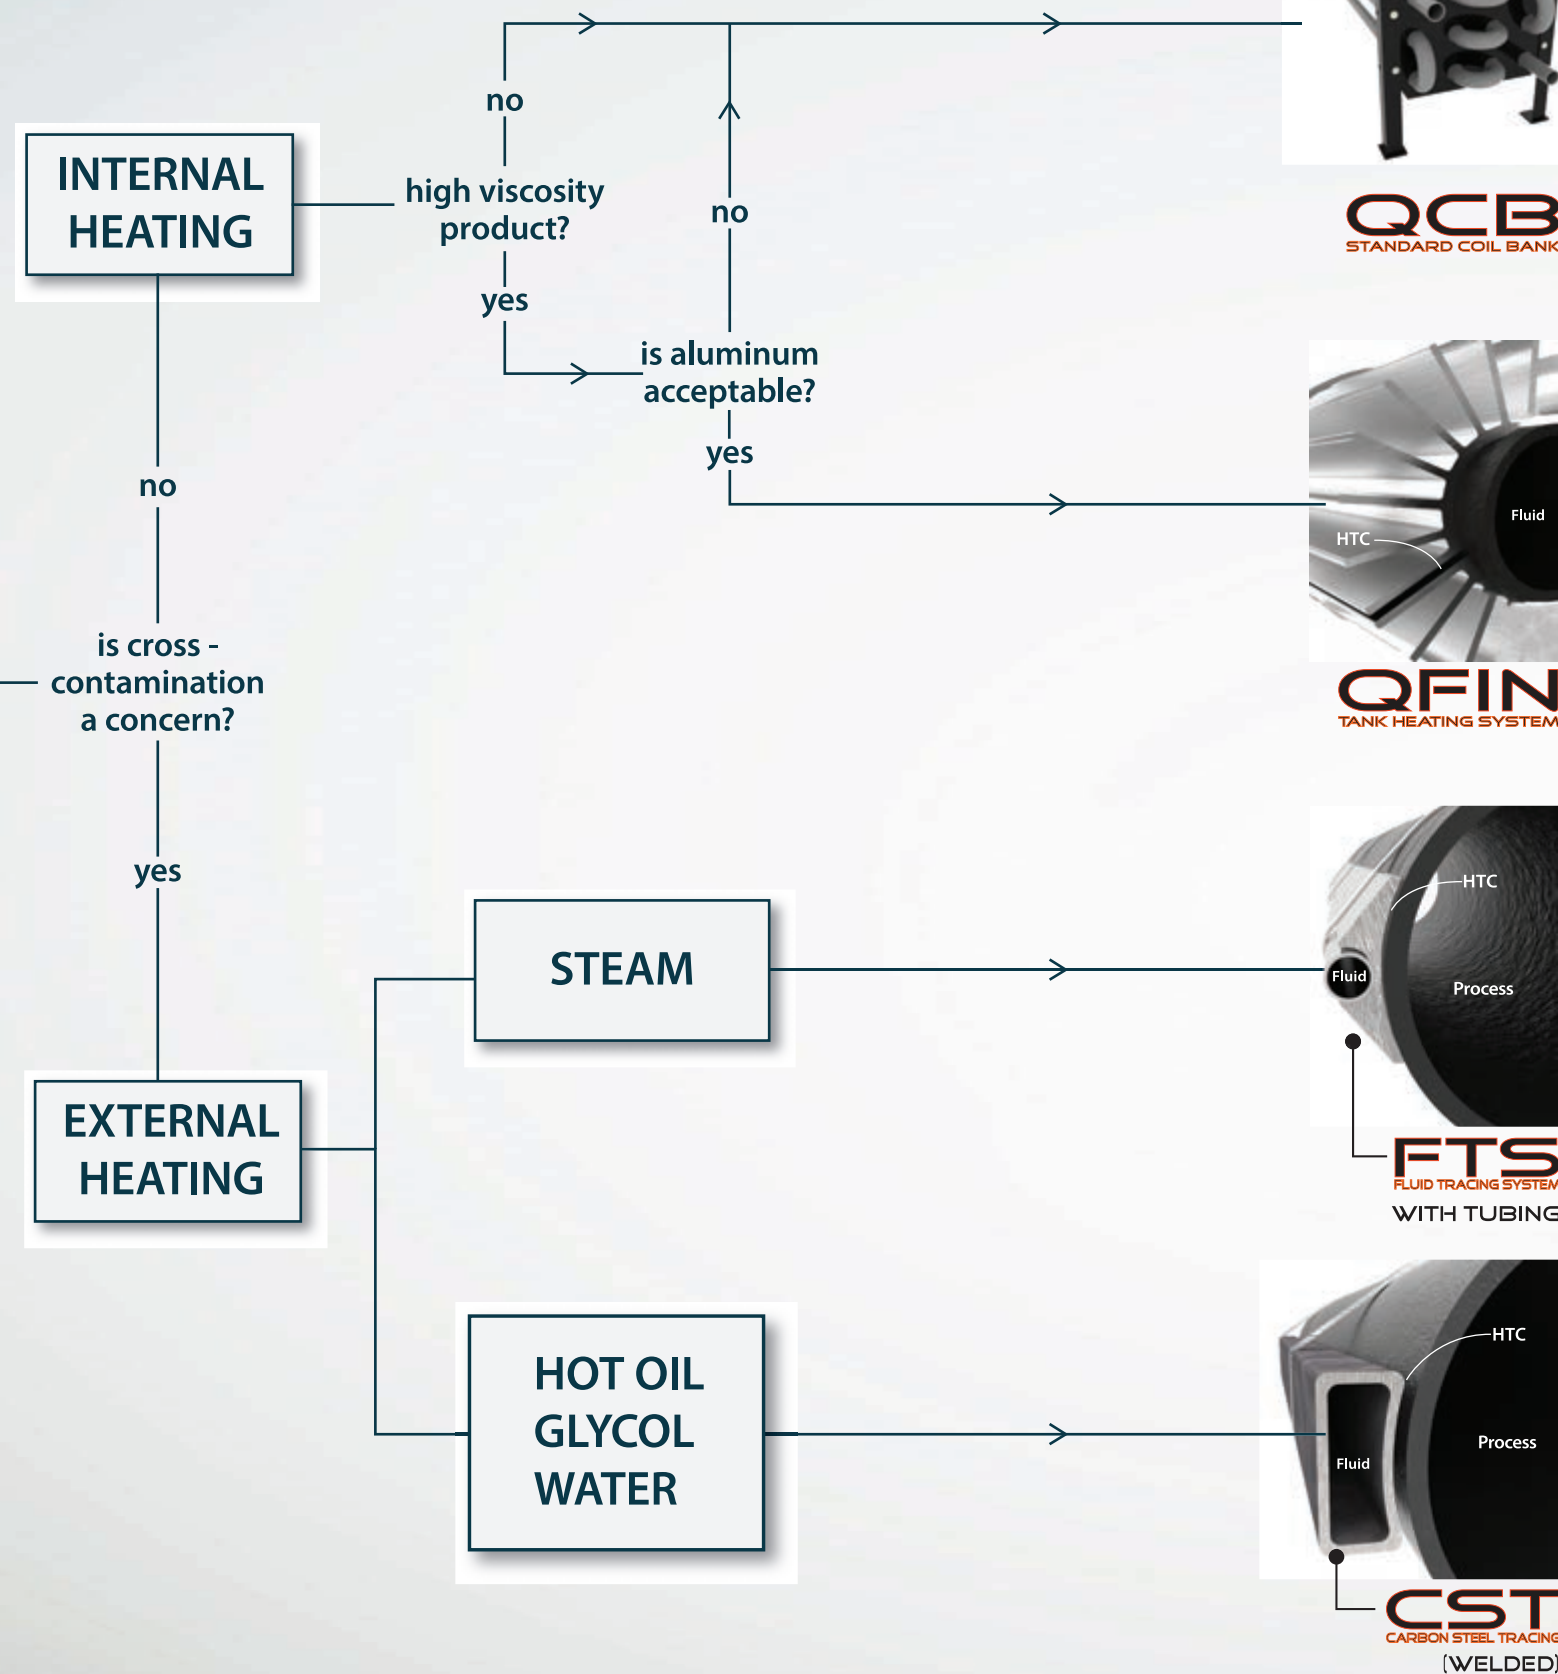 no
INTERNAL
HEATING
high viscosity
product?
no
QCB
STANDARD COIL BANK
yes
is aluminum
acceptable?
yes
no
Fluid
HTC
is cross -
contamination
a concern?
QFIN
TANK HEATING SYSTEM
yes
HTC
STEAM
Fluid
Process
EXTERNAL
HEATING
FTS
FLUID TRACING SYSTEM
WITH TUBING
HOT OIL
GLYCOL
WATER
HTC
Process
Fluid
CST
CARBON STEEL TRACING
(WELDED)